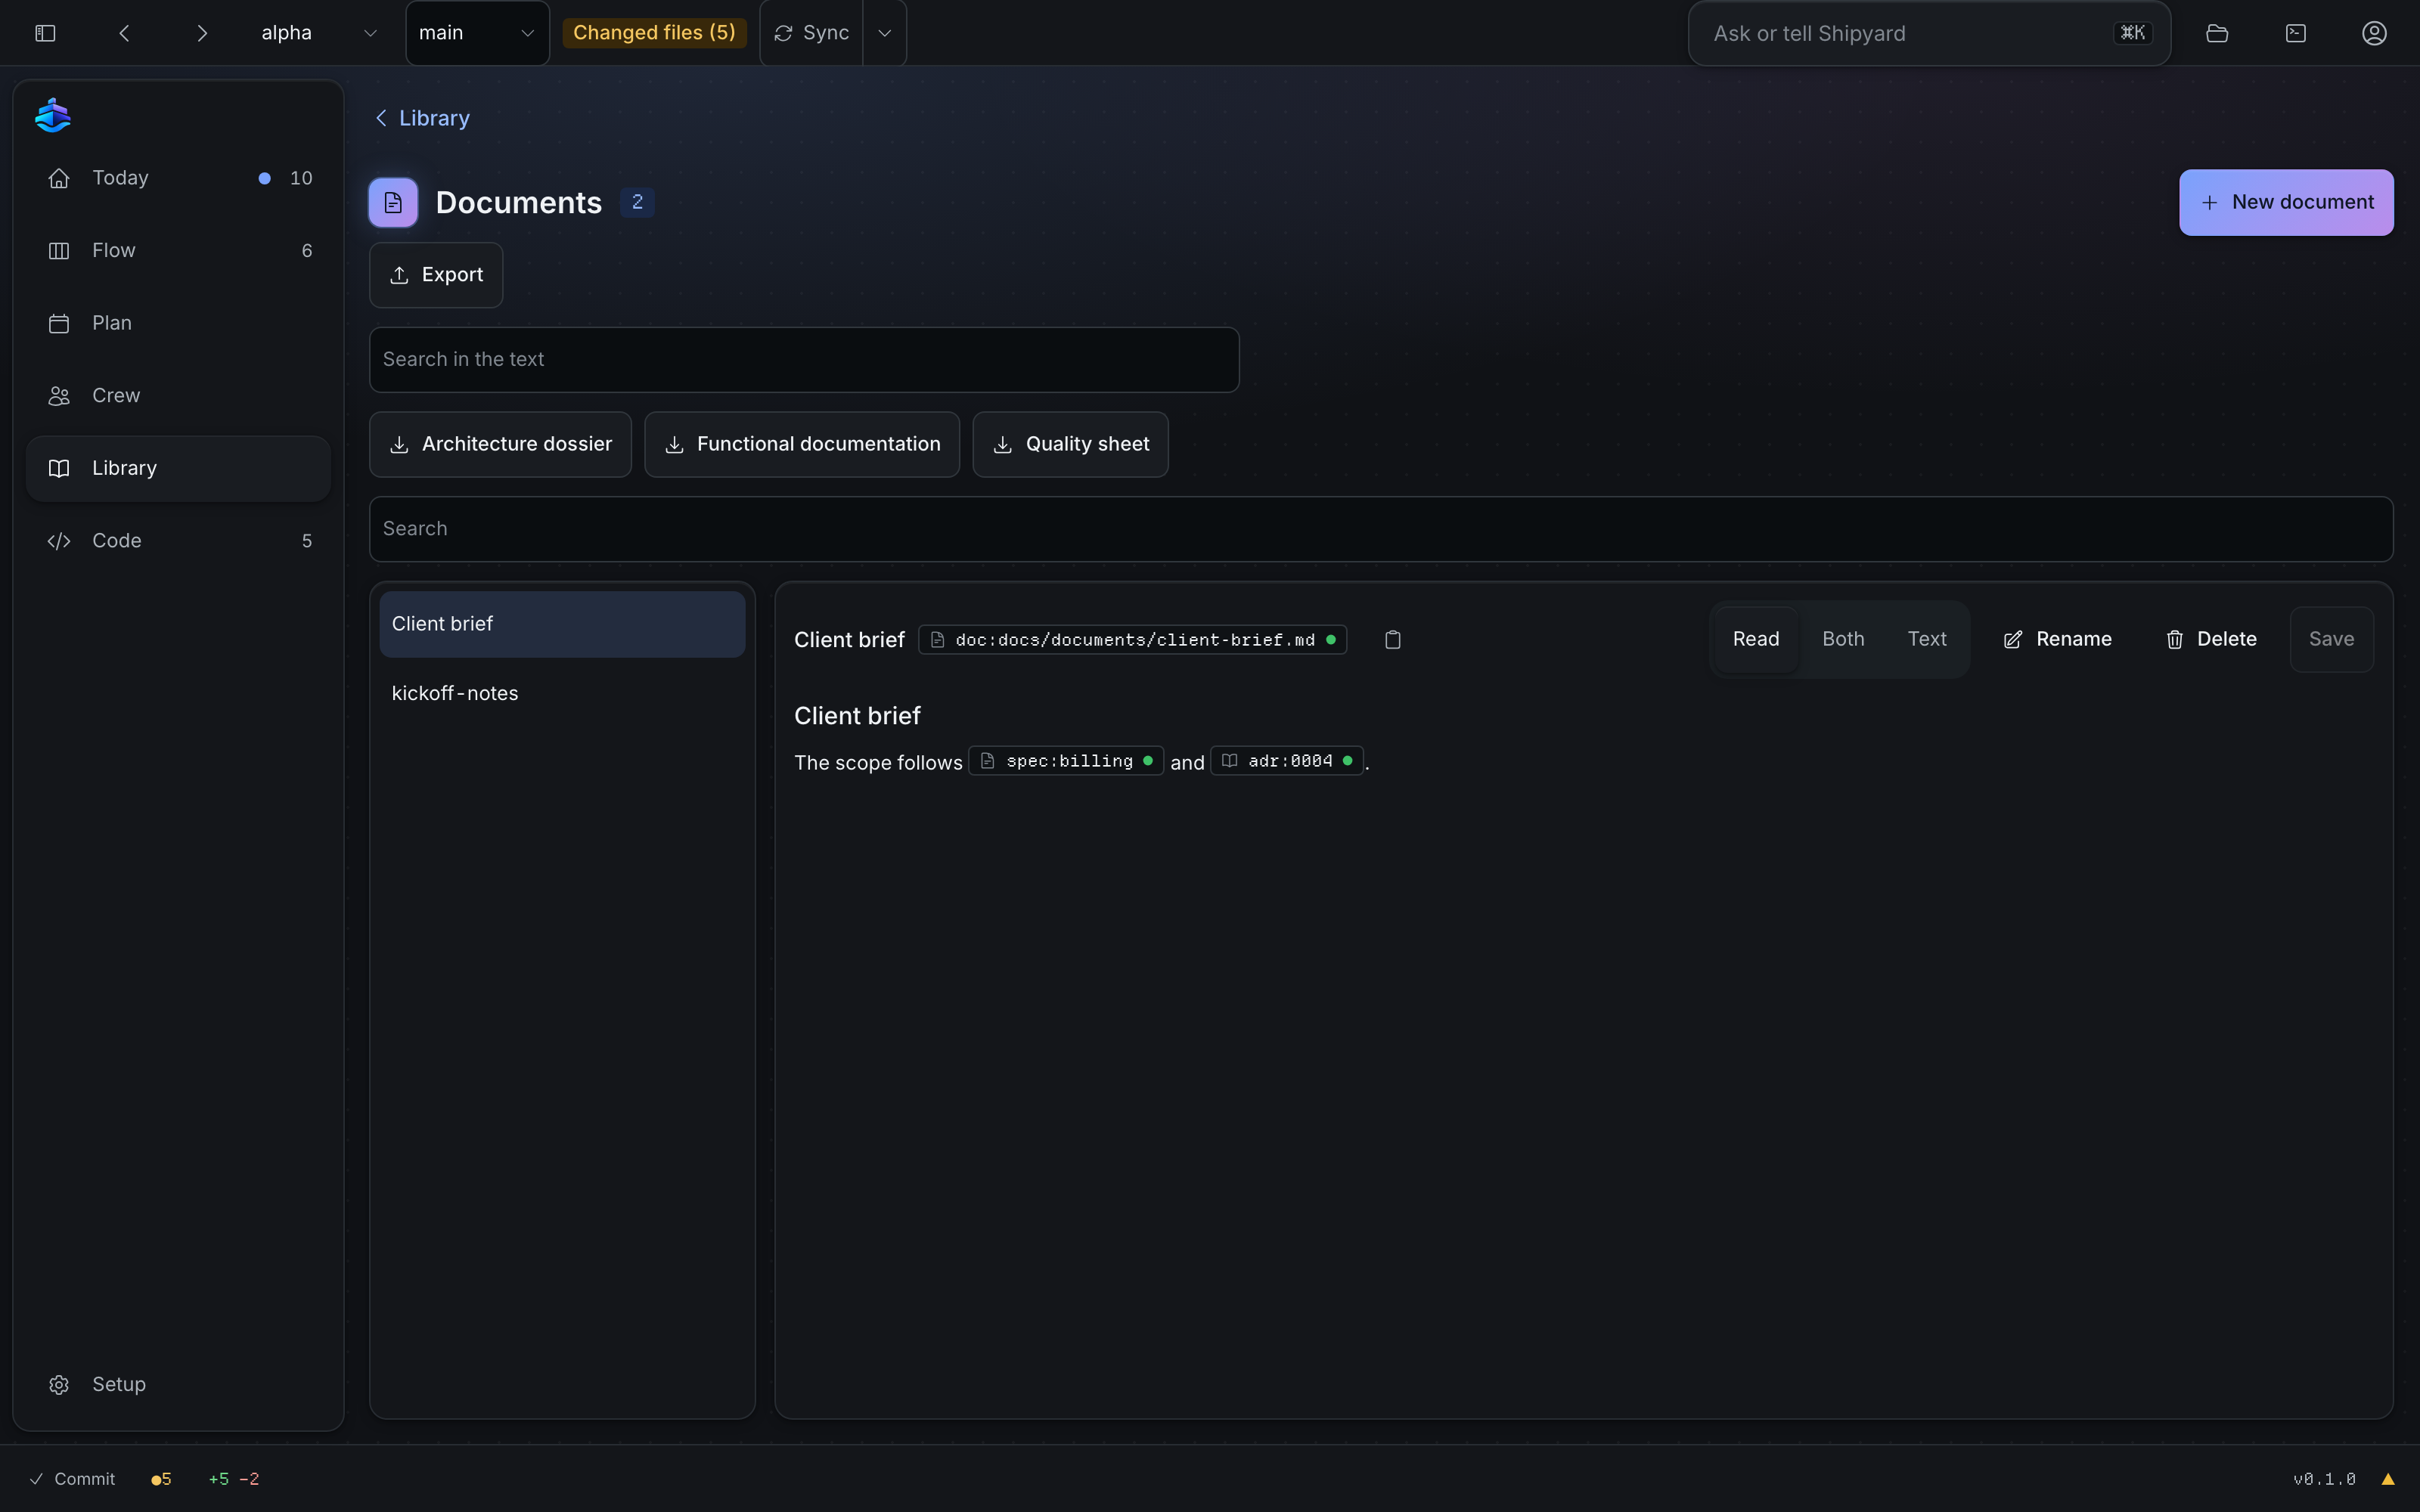 alpha
main
Changed files (5)
Sync
Ask or tell Shipyard
⌘K
Today 10
Flow 6
Plan
Crew
Library
Code 5
Setup
Library
Documents 2
New document
Export
Search in the text
Architecture dossier
Functional documentation
Quality sheet
Search
Client brief
kickoff-notes
Client brief doc:docs/documents/client-brief.md
Read Both Text Rename Delete Save
Client brief
The scope follows spec:billing and adr:0004.
Commit 5 +5 -2
v0.1.0